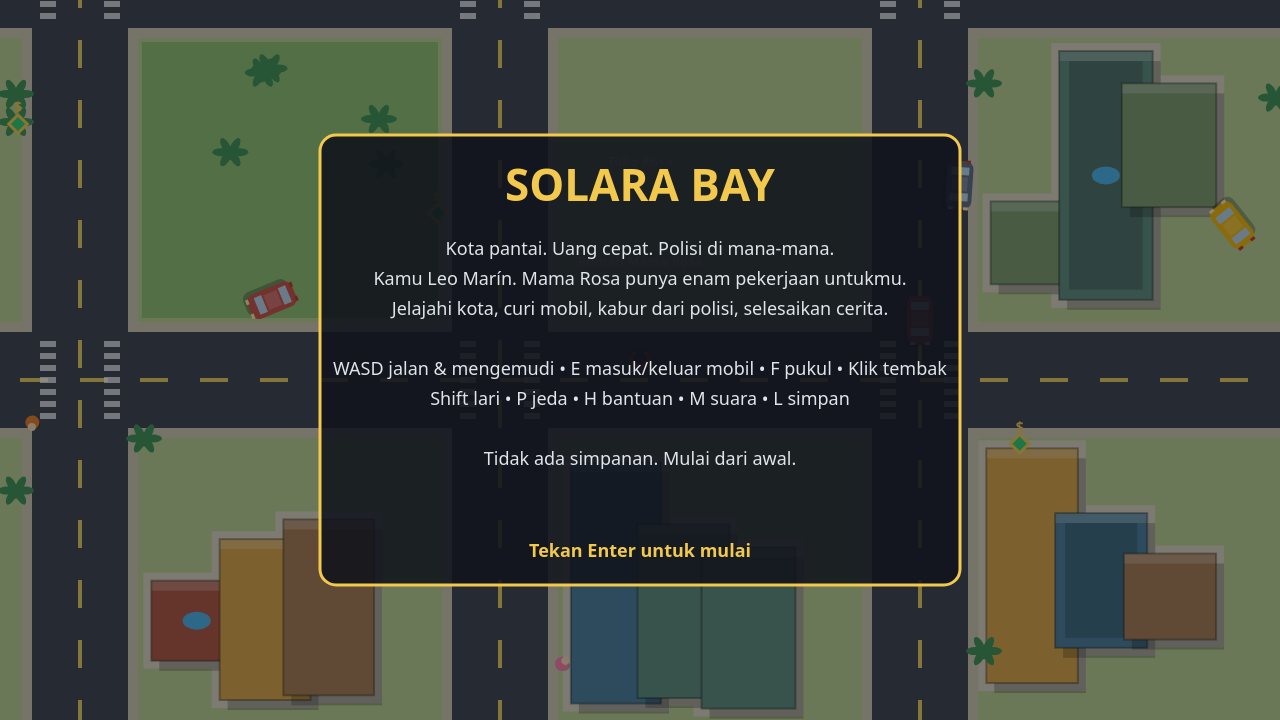 SOLARA BAY
Kota pantai. Uang cepat. Polisi di mana-mana.
Kamu Leo Marín. Mama Rosa punya enam pekerjaan untukmu.
Jelajahi kota, curi mobil, kabur dari polisi, selesaikan cerita.
WASD jalan & mengemudi • E masuk/keluar mobil • F pukul • Klik tembak
Shift lari • P jeda • H bantuan • M suara • L simpan
Tidak ada simpanan. Mulai dari awal.
Tekan Enter untuk mulai
$
$